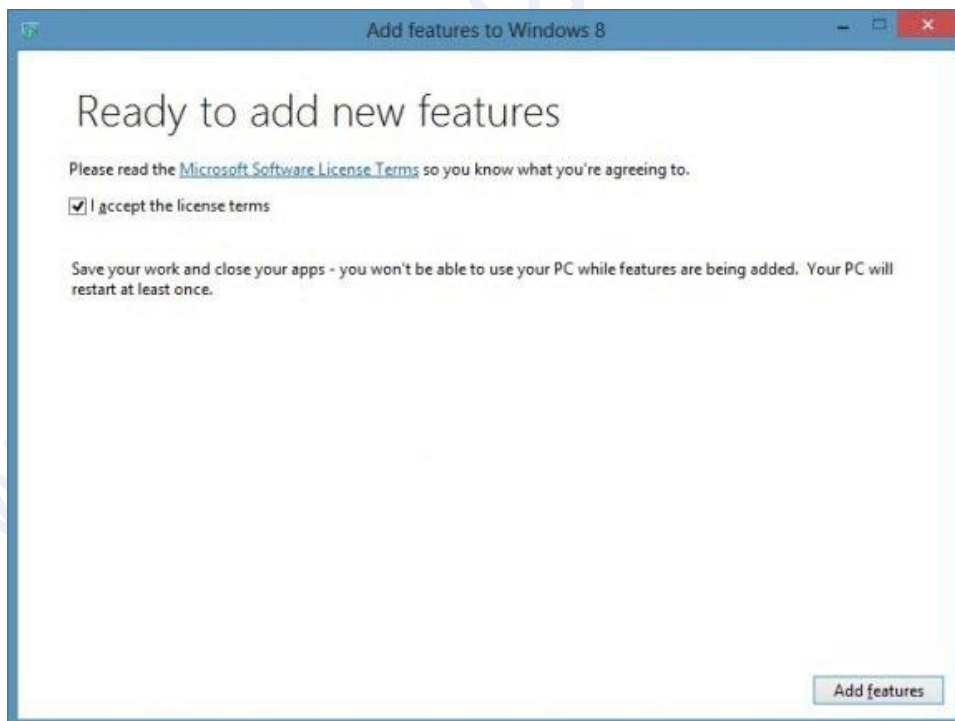 Add features to Windows 8
Ready to add new features
Please read the Microsoft Software License Terms so you know what you're agreeing to.
I accept the license terms
Save your work and close your apps - you won't be able to use your PC while features are being added.  Your PC will
restart at least once.
Add features